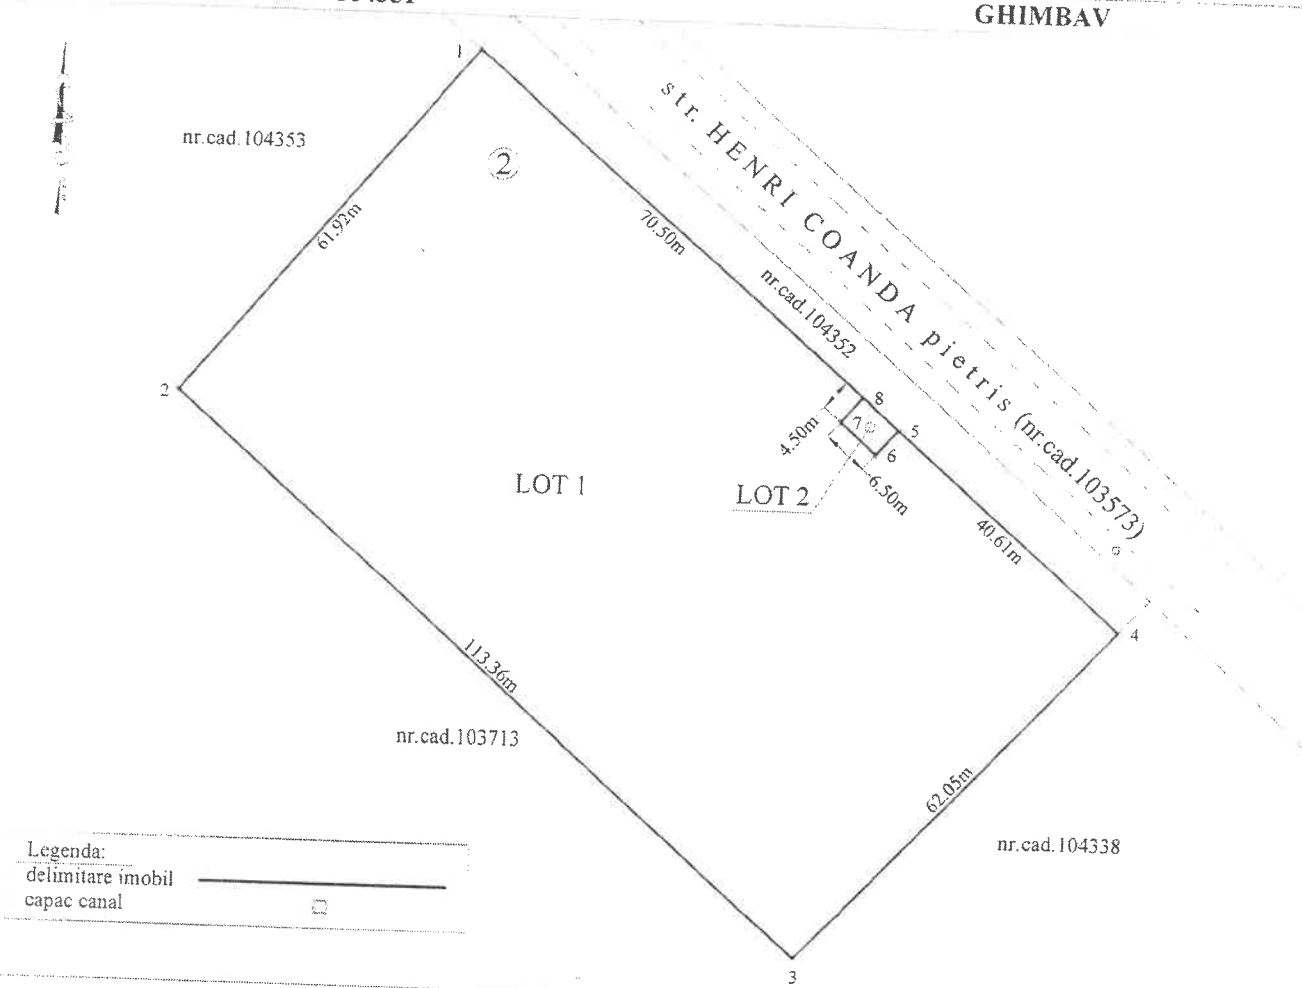 GHIMBAV
1
nr.cad.104353
2
str. HENRI COANDA pietris (nr.cad.103573)
61.92m
70.50m
nr.cad.104352
2
8
7
5
6
4.50m
6.50m
LOT 1
LOT 2
40.61m
4
113.36m
nr.cad.103713
62.05m
nr.cad.104338
Legenda:
delimitare imobil
capac canal
3